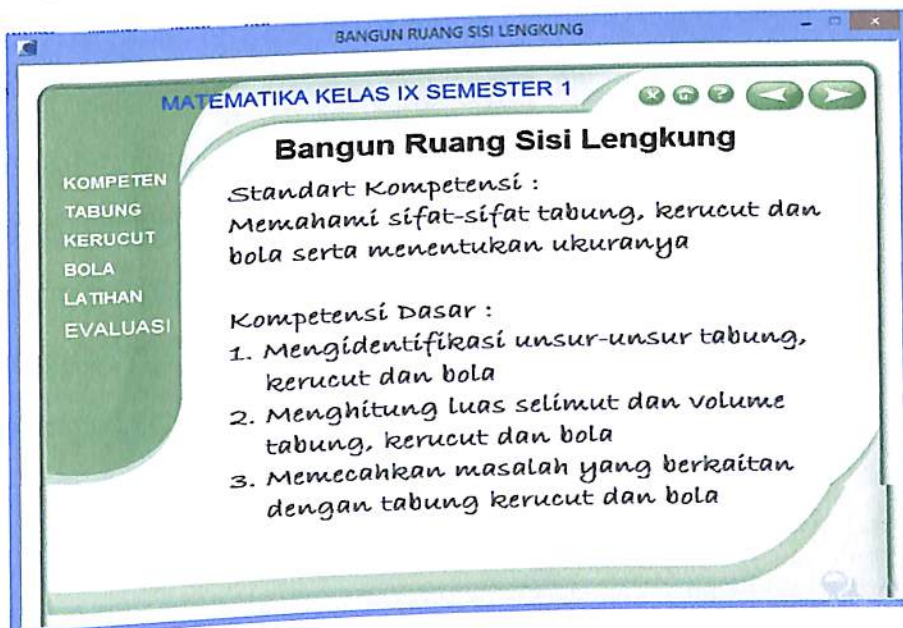 BANGUN RUANG SISI LENGKUNG
MATEMATIKA KELAS IX SEMESTER 1
Bangun Ruang Sisi Lengkung
KOMPETEN
TABUNG
KERUCUT
BOLA
LATIHAN
EVALUASI
Standart Kompetensi :
Memahami sifat-sifat tabung, kerucut dan
bola serta menentukan ukuranya
Kompetensi Dasar :
1. Mengidentifikasi unsur-unsur tabung,
kerucut dan bola
2. Menghitung luas selimut dan volume
tabung, kerucut dan bola
3. Memecahkan masalah yang berkaitan
dengan tabung kerucut dan bola